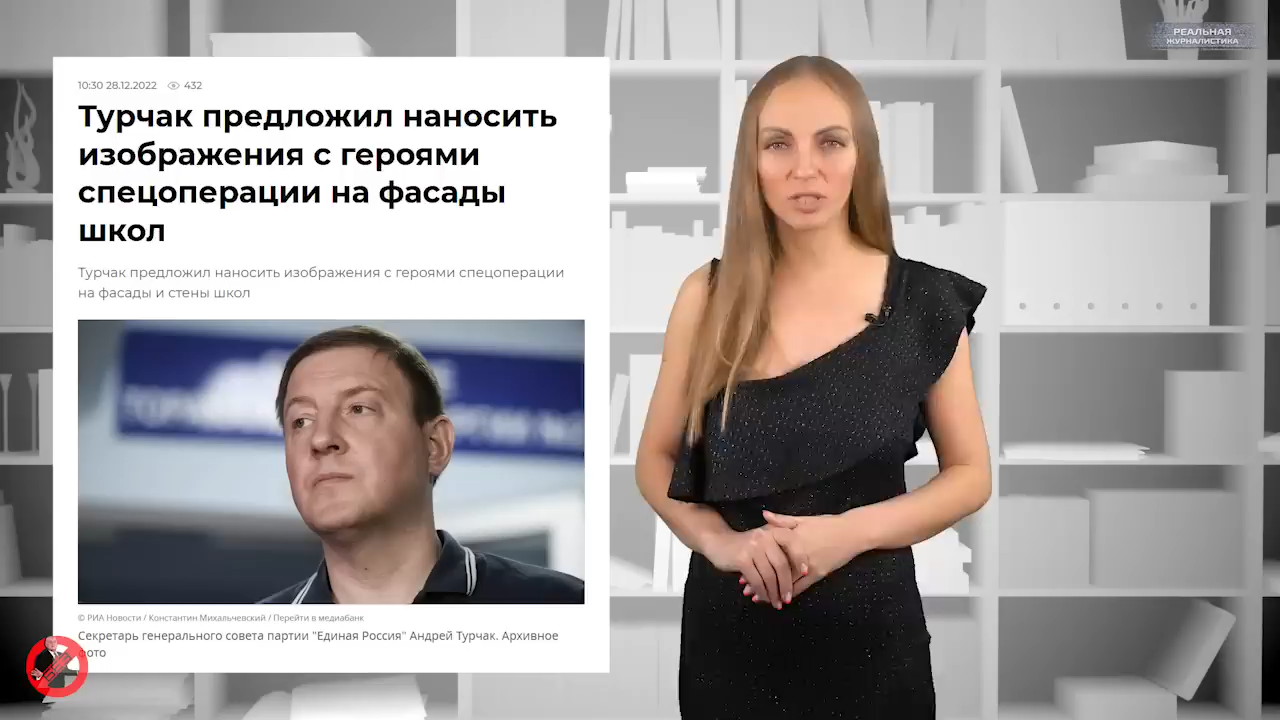 РЕАЛЬНАЯ
ЖУРНАЛИСТИКА
10:30 28.12.2022 432
Турчак предложил наносить
изображения с героями
спецоперации на фасады
школ
Турчак предложил наносить изображения с героями спецоперации
на фасады и стены школ
© РИА Новости / Константин Михальчевский / Перейти в медиабанк
Секретарь генерального совета партии "Единая Россия" Андрей Турчак. Архивное
фото